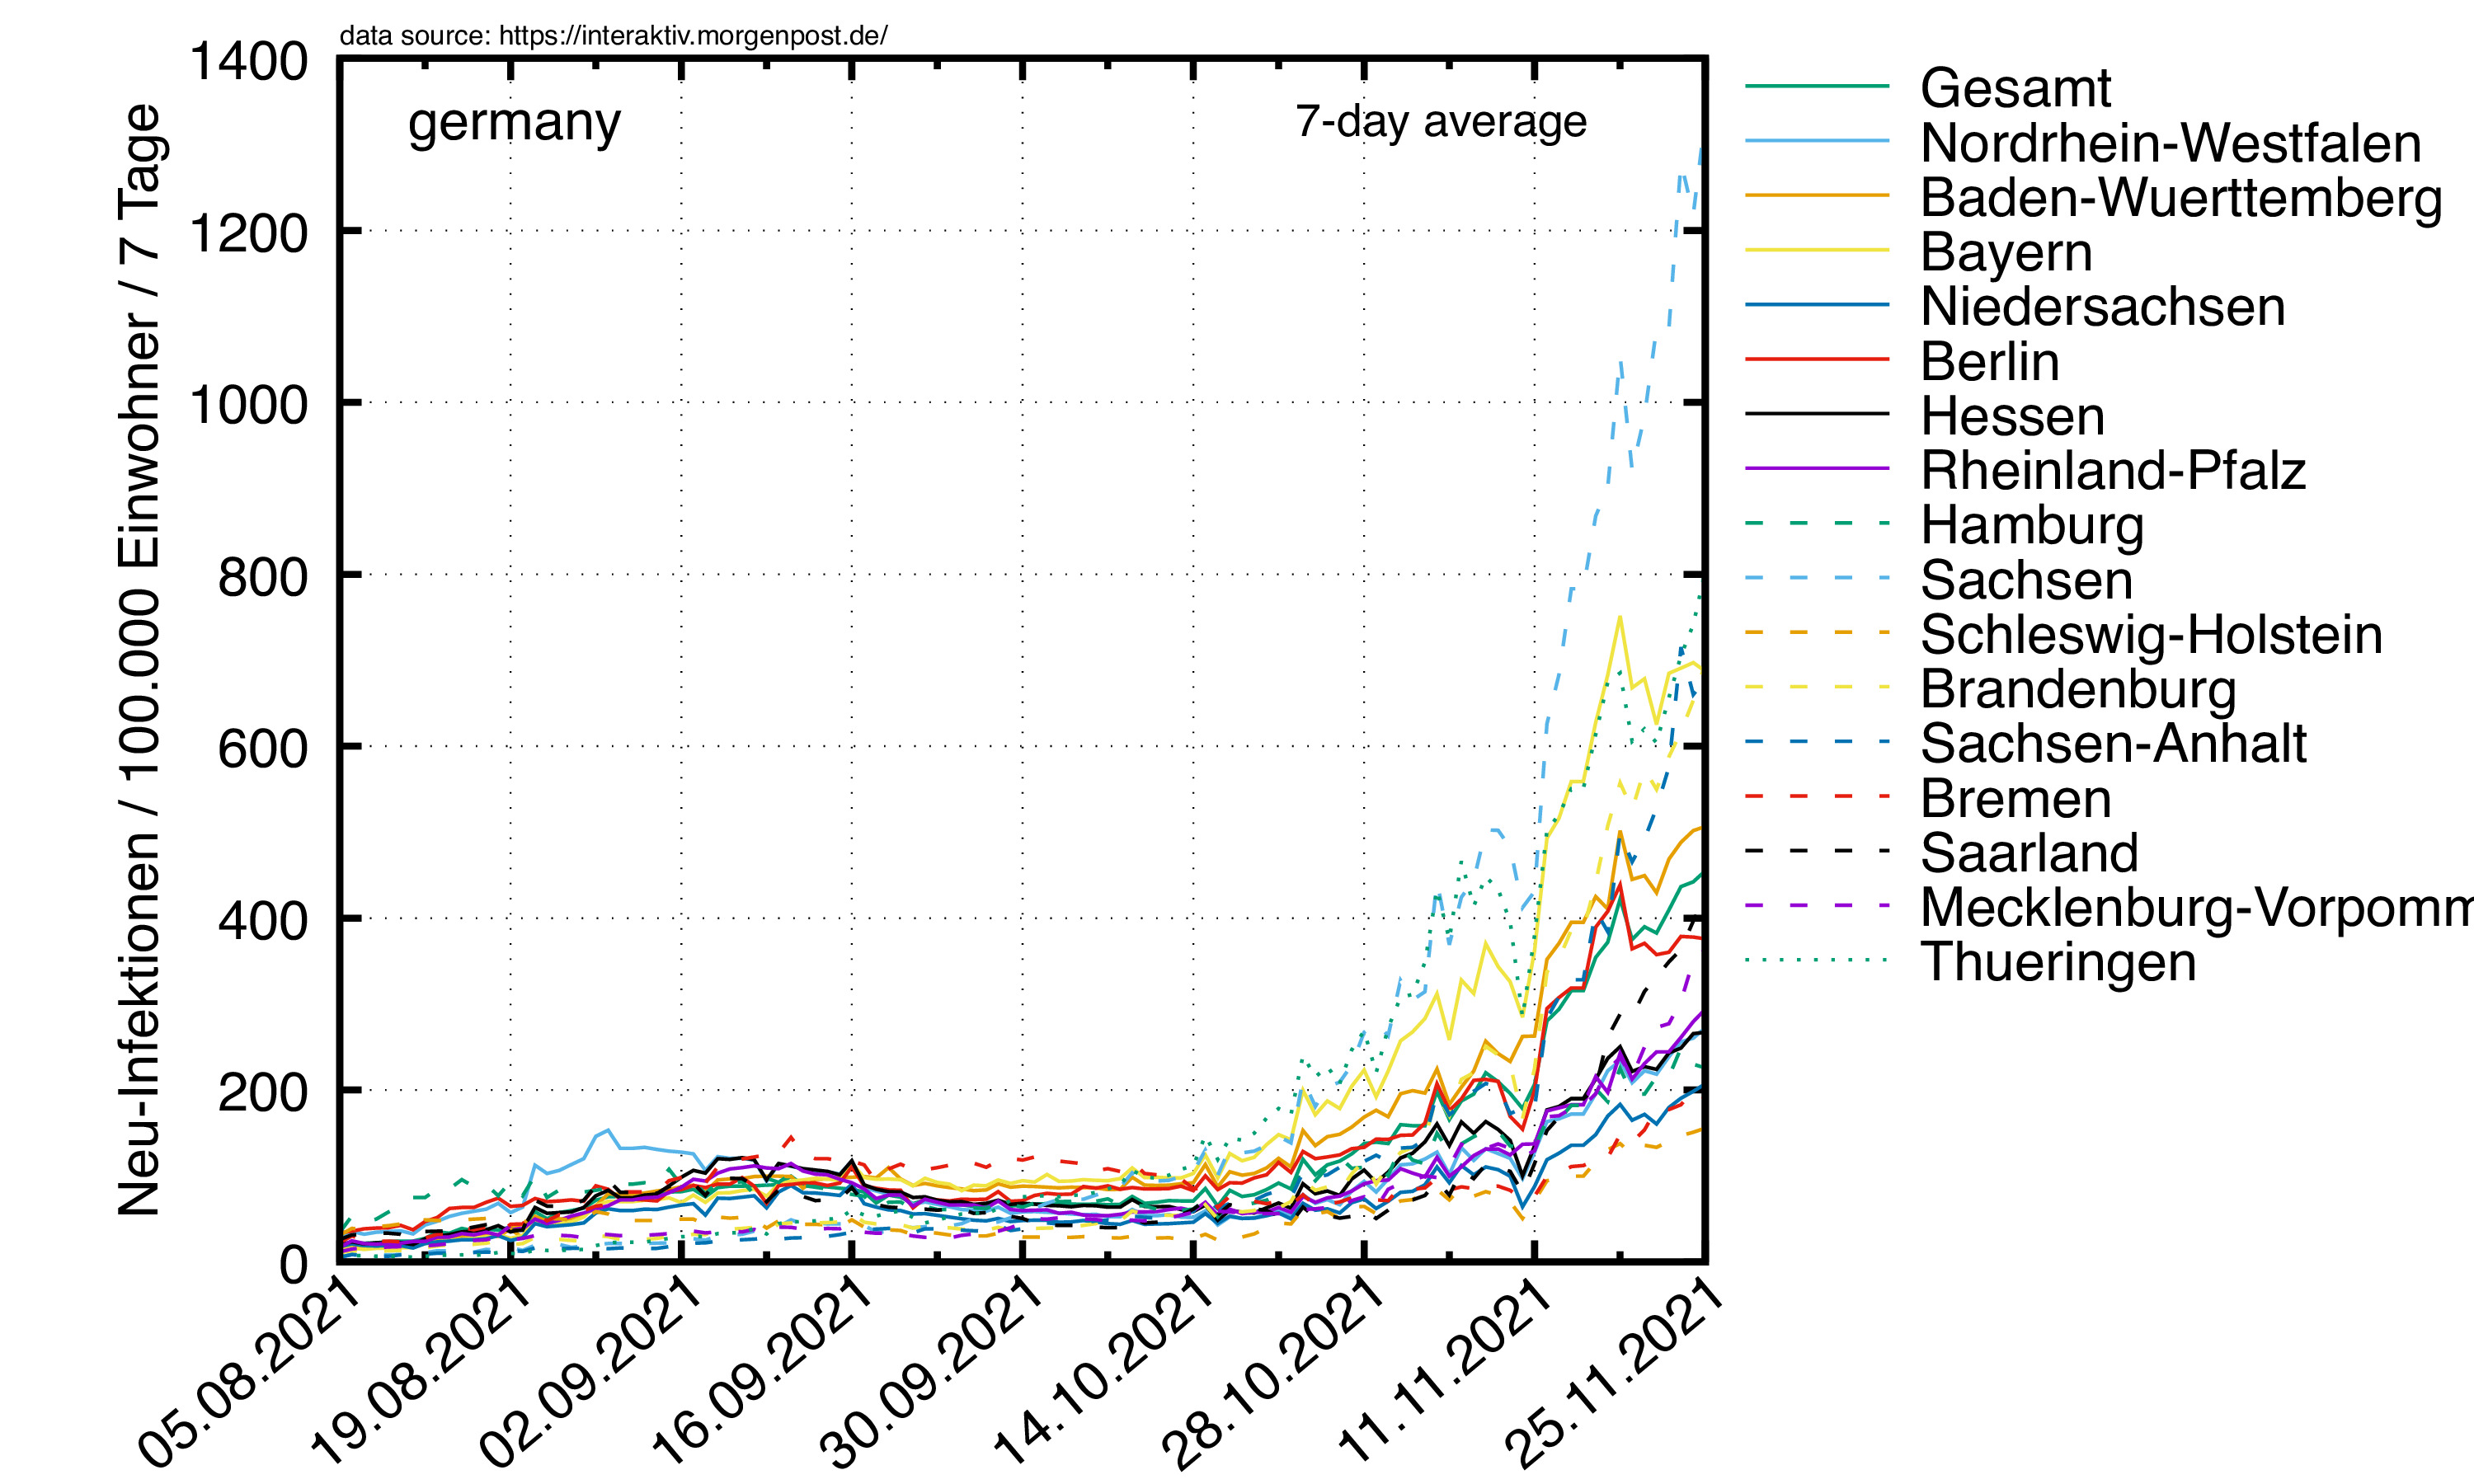 data source: https://interaktiv.morgenpost.de/
germany
7-day average
Neu-Infektionen / 100.000 Einwohner / 7 Tage
1400
1200
1000
800
600
400
200
0
05.08.2021
19.08.2021
02.09.2021
16.09.2021
30.09.2021
14.10.2021
28.10.2021
11.11.2021
25.11.2021
Gesamt
Nordrhein-Westfalen
Baden-Wuerttemberg
Bayern
Niedersachsen
Berlin
Hessen
Rheinland-Pfalz
Hamburg
Sachsen
Schleswig-Holstein
Brandenburg
Sachsen-Anhalt
Bremen
Saarland
Mecklenburg-Vorpomm
Thueringen